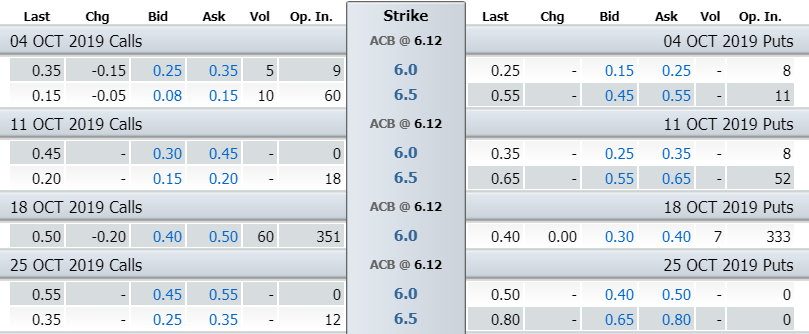 Last Chg Bid Ask Vol Op. In. Strike Last Chg Bid Ask Vol Op. In.
04 OCT 2019 Calls ACB @ 6.12 04 OCT 2019 Puts
0.35 -0.15 0.25 0.35 5 9 6.0 0.25 - 0.15 0.25 - 8
0.15 -0.05 0.08 0.15 10 60 6.5 0.55 - 0.45 0.55 - 11
11 OCT 2019 Calls ACB @ 6.12 11 OCT 2019 Puts
0.45 - 0.30 0.45 - 0 6.0 0.35 - 0.25 0.35 - 8
0.20 - 0.15 0.20 - 18 6.5 0.65 - 0.55 0.65 - 52
18 OCT 2019 Calls ACB @ 6.12 18 OCT 2019 Puts
0.50 -0.20 0.40 0.50 60 351 6.0 0.40 0.00 0.30 0.40 7 333
25 OCT 2019 Calls ACB @ 6.12 25 OCT 2019 Puts
0.55 - 0.45 0.55 - 0 6.0 0.50 - 0.40 0.50 - 0
0.35 - 0.25 0.35 - 12 6.5 0.80 - 0.65 0.80 - 0